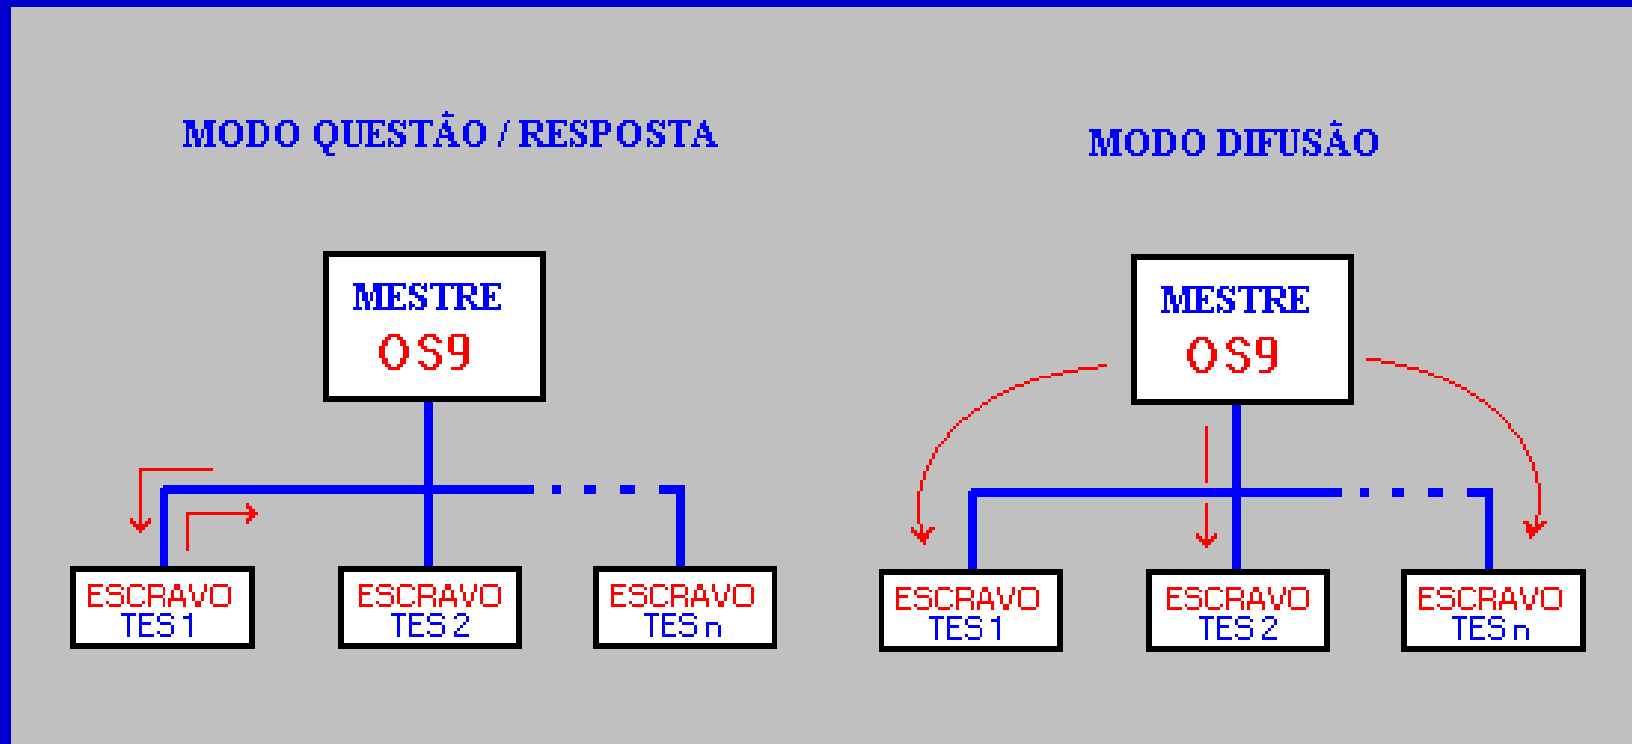 MODO QUESTÃO / RESPOSTA
MESTRE
OS9
ESCRAVO
TES 1
ESCRAVO
TES 2
ESCRAVO
TES n
MODO DIFUSÃO
MESTRE
OS9
ESCRAVO
TES 1
ESCRAVO
TES 2
ESCRAVO
TES n